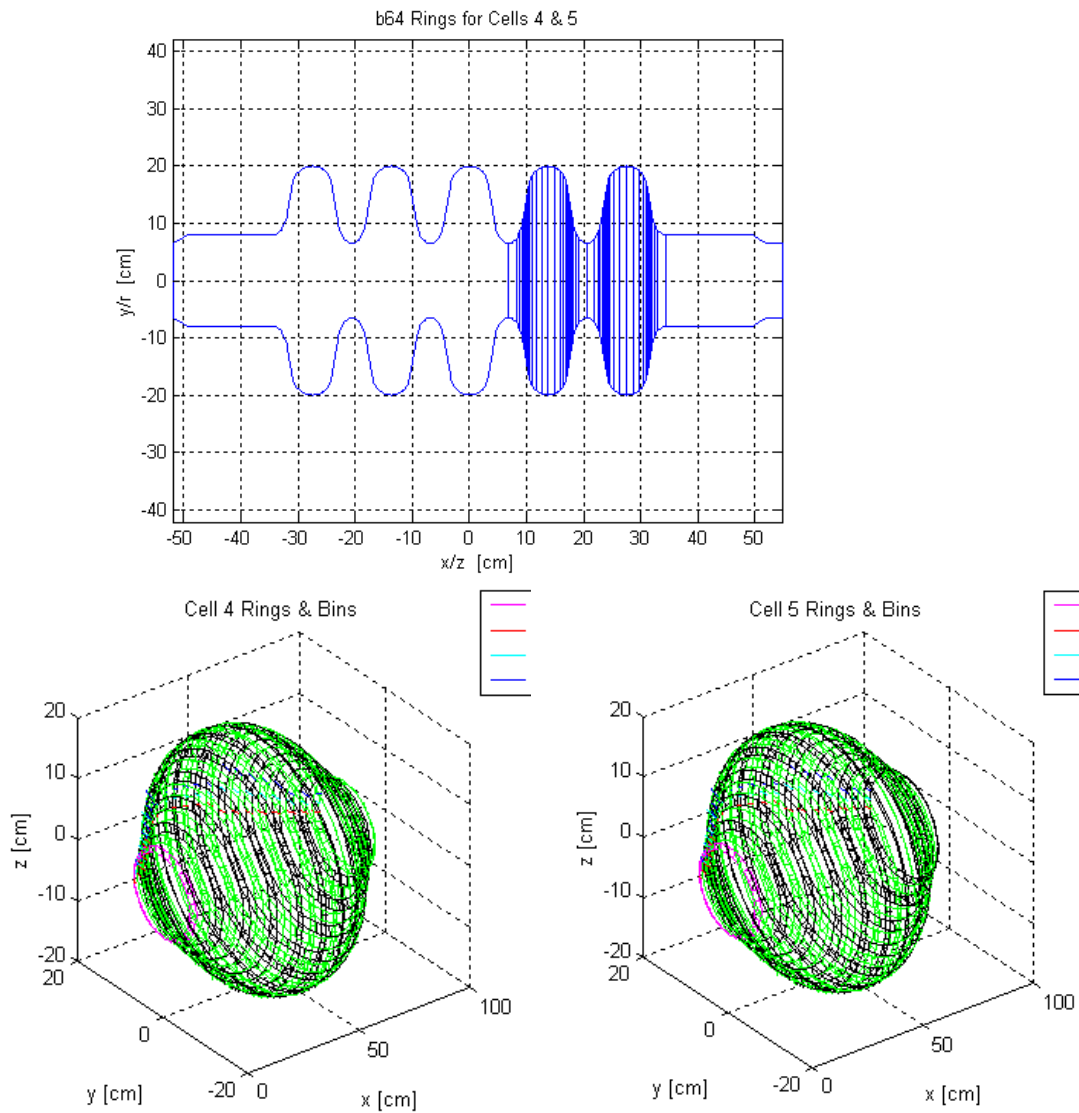 b64 Rings for Cells 4 & 5
40
30
20
10
0
-10
-20
-30
-40
y/r [cm]
-50 -40 -30 -20 -10 0 10 20 30 40 50
x/z [cm]
Cell 4 Rings & Bins
20
10
0
-10
-20
z [cm]
20
0
-20
y [cm]
0
50
100
x [cm]
Cell 5 Rings & Bins
20
10
0
-10
-20
z [cm]
20
0
-20
y [cm]
0
50
100
x [cm]